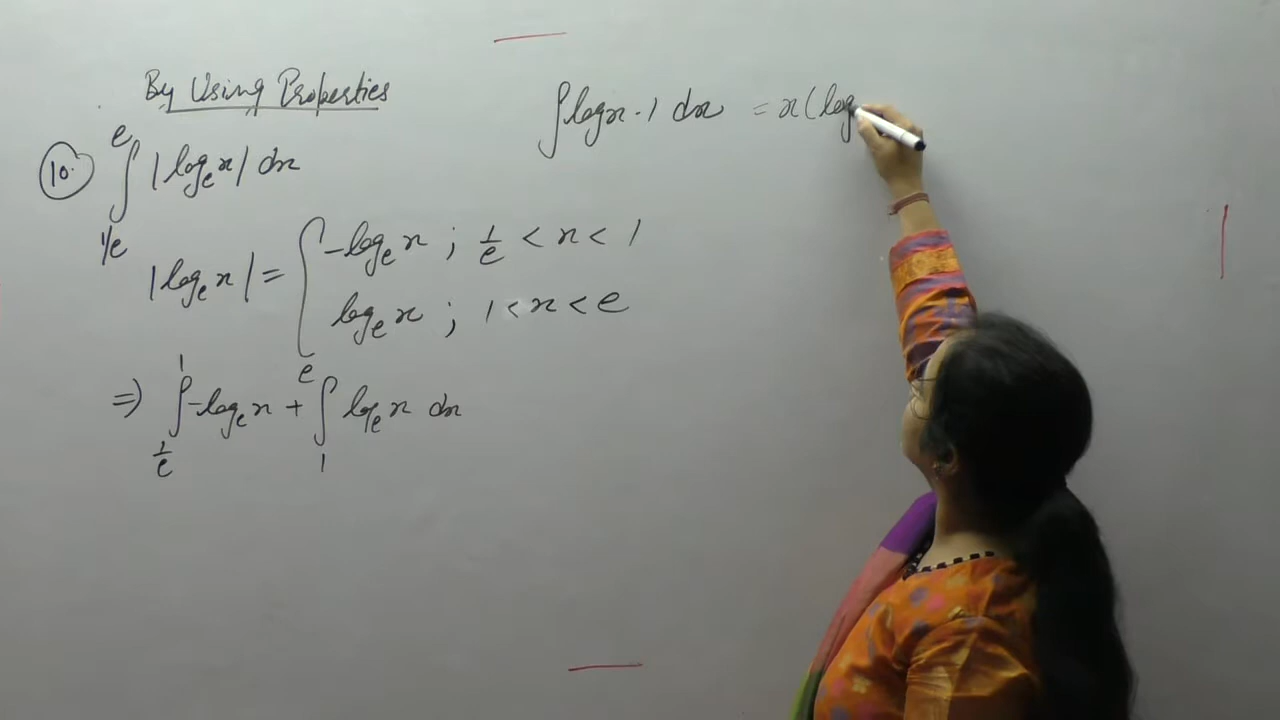 By Using Properties
∫logx·1 dx = x(log
10. ∫_{1/e}^{e} |log_e x| dx
|log_e x| = { -log_e x ; 1/e < x < 1
log_e x ; 1 < x < e
⇒ ∫_{1/e}^{1} -log_e x + ∫_{1}^{e} log_e x dx